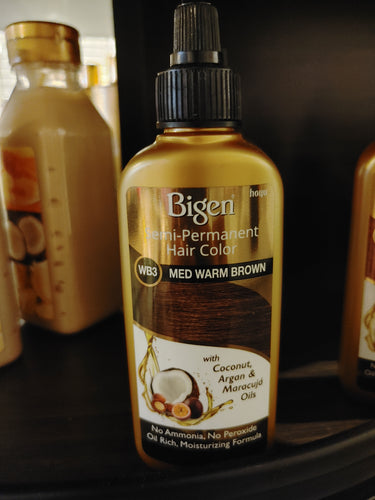 hoyu
Bigen
Semi-Permanent
Hair Color
WB3 MED WARM BROWN
with
Coconut,
Argan &
Maracujá
Oils
No Ammonia, No Peroxide
Oil Rich, Moisturizing Formula